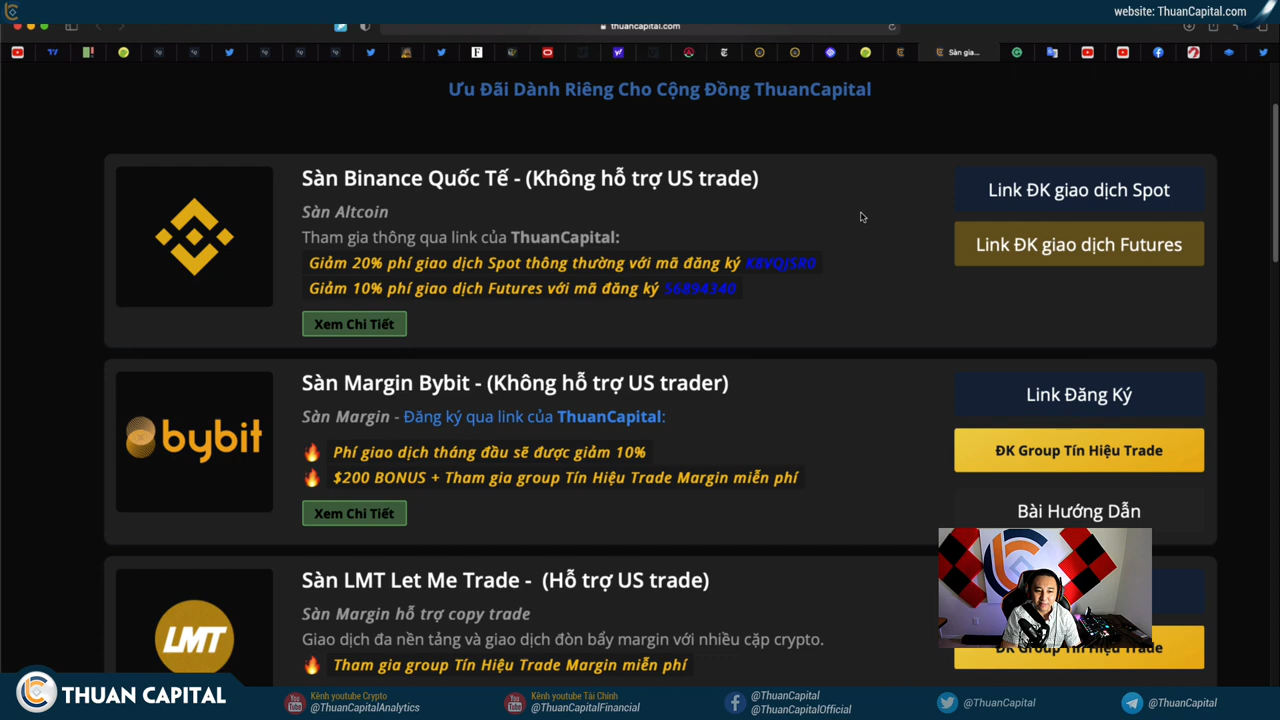 website: ThuanCapital.com
thuancapital.com
Sàn gia...
Ưu Đãi Dành Riêng Cho Cộng Đồng ThuanCapital
Sàn Binance Quốc Tế - (Không hỗ trợ US trade)
Sàn Altcoin
Tham gia thông qua link của ThuanCapital:
Giảm 20% phí giao dịch Spot thông thường với mã đăng ký K8VQJSR0
Giảm 10% phí giao dịch Futures với mã đăng ký 56894340
Xem Chi Tiết
Link ĐK giao dịch Spot
Link ĐK giao dịch Futures
bybit
Sàn Margin Bybit - (Không hỗ trợ US trader)
Sàn Margin - Đăng ký qua link của ThuanCapital:
Phí giao dịch tháng đầu sẽ được giảm 10%
$200 BONUS + Tham gia group Tín Hiệu Trade Margin miễn phí
Xem Chi Tiết
Link Đăng Ký
ĐK Group Tín Hiệu Trade
Bài Hướng Dẫn
LMT
Sàn LMT Let Me Trade - (Hỗ trợ US trade)
Sàn Margin hỗ trợ copy trade
Giao dịch đa nền tảng và giao dịch đòn bẩy margin với nhiều cặp crypto.
Tham gia group Tín Hiệu Trade Margin miễn phí
ĐK Group Tín Hiệu Trade
THUAN CAPITAL
Kênh youtube Crypto
@ThuanCapitalAnalytics
Kênh youtube Tài Chính
@ThuanCapitalFinancial
@ThuanCapital
@ThuanCapitalOfficial
@ThuanCapital
@ThuanCapital